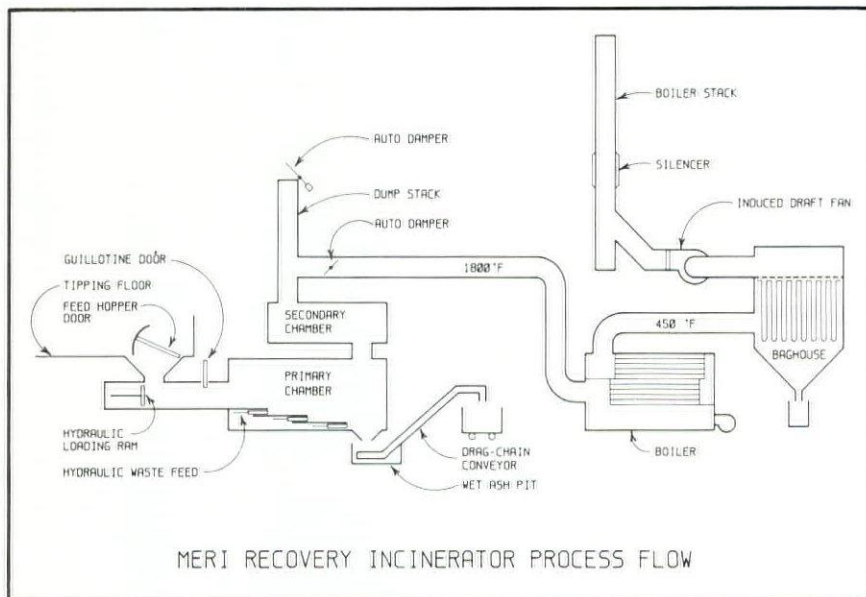 BOILER STACK
AUTO DAMPER
SILENCER
DUMP STACK
INDUCED DRAFT FAN
AUTO DAMPER
GUILLOTINE DOOR
1800°F
TIPPING FLOOR
FEED HOPPER
DOOR
SECONDARY
CHAMBER
450 °F
BAGHOUSE
PRIMARY
CHAMBER
HYDRAULIC
LOADING RAM
DRAG-CHAIN
CONVEYOR
BOILER
HYDRAULIC WASTE FEED
WET ASH PIT
MERI RECOVERY INCINERATOR PROCESS FLOW